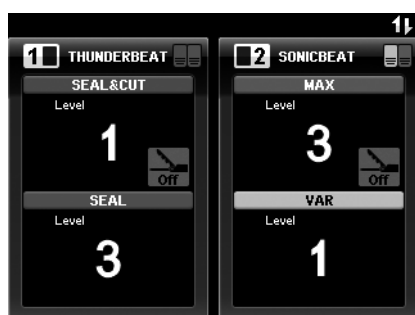 1
1 THUNDERBEAT
SEAL&CUT
Level
1
Off
SEAL
Level
3
2 SONICBEAT
MAX
Level
3
Off
VAR
Level
1